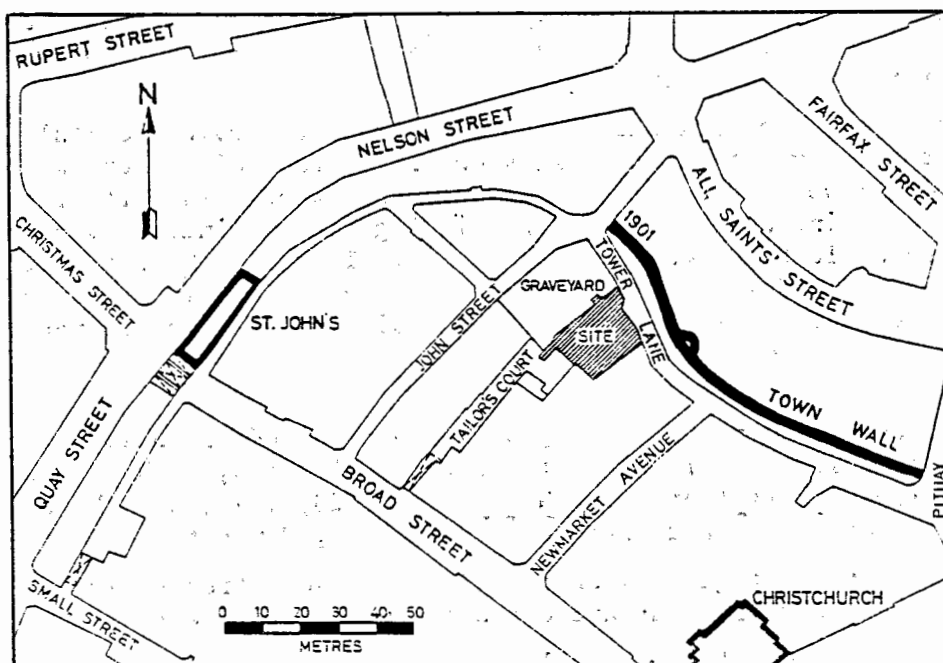 RUPERT STREET
N
NELSON STREET
FAIRFAX STREET
ALL SAINTS' STREET
1901
CHRISTMAS STREET
TOWER LANE
GRAVEYARD
SITE
ST. JOHN'S
JOHN STREET
TAILOR'S COURT
TOWN WALL
QUAY STREET
BROAD STREET
NEWMARKET AVENUE
PITHAY
SMALL STREET
CHRISTCHURCH
0 10 20 30 40 50
METRES